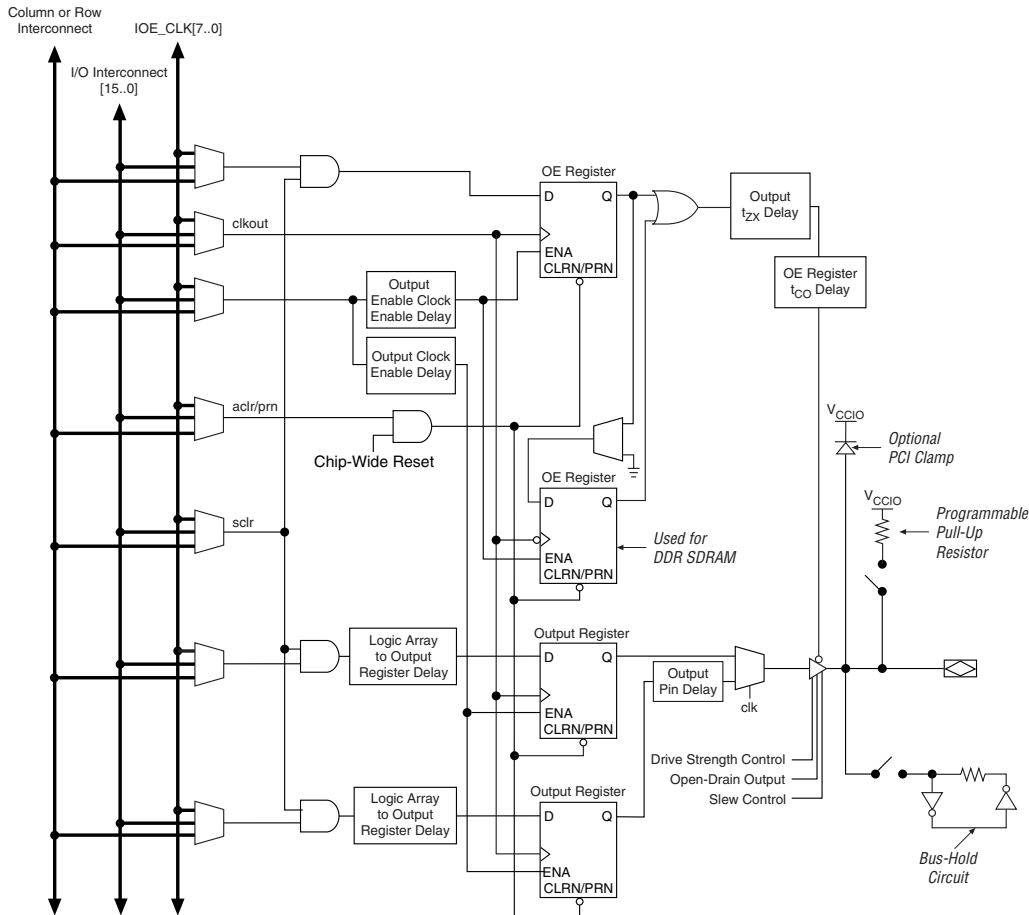 Column or Row
Interconnect
IOE_CLK[7..0]
I/O Interconnect
[15..0]
OE Register
D
Q
ENA
CLRN/PRN
Output
tZX Delay
clkout
OE Register
tCO Delay
Output
Enable Clock
Enable Delay
Output Clock
Enable Delay
aclr/prn
Chip-Wide Reset
VCCIO
Optional
PCI Clamp
OE Register
D
Q
ENA
CLRN/PRN
Used for
DDR SDRAM
VCCIO
Programmable
Pull-Up
Resistor
sclr
Logic Array
to Output
Register Delay
Output Register
D
Q
ENA
CLRN/PRN
Output
Pin Delay
clk
Drive Strength Control
Open-Drain Output
Slew Control
Logic Array
to Output
Register Delay
Output Register
D
Q
ENA
CLRN/PRN
Bus-Hold
Circuit